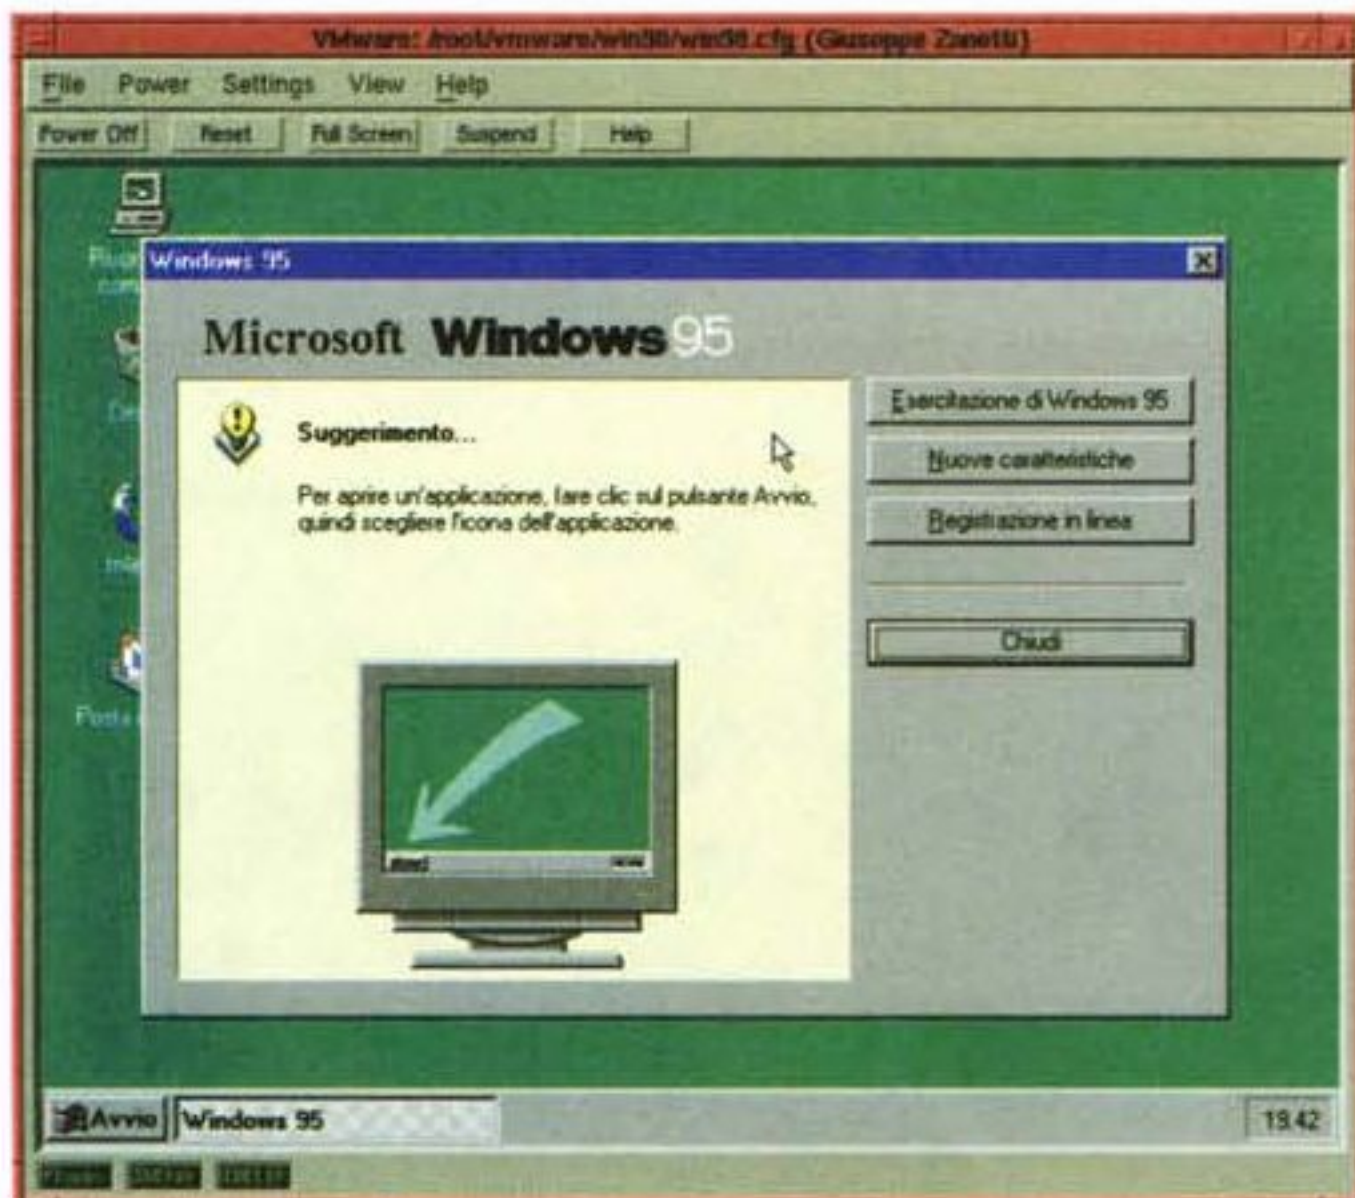 VMware: /root/vmware/win98/win98.cfg (Giuseppe Zanetti)
File Power Settings View Help
Power Off Reset Full Screen Suspend Help
Windows 95
Microsoft Windows 95
Suggerimento...
Per aprire un'applicazione, fare clic sul pulsante Avvio,
quindi scegliere l'icona dell'applicazione.
Esercitazione di Windows 95
Nuove caratteristiche
Registrazione in linea
Chiudi
Posta
Avvio Windows 95